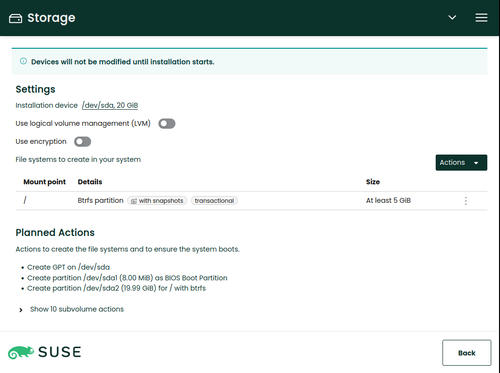 Storage
Devices will not be modified until installation starts.
Settings
Installation device /dev/sda, 20 GiB
Use logical volume management (LVM)
Use encryption
File systems to create in your system
Actions
Mount point Details Size
/ Btrfs partition with snapshots transactional At least 5 GiB
Planned Actions
Actions to create the file systems and to ensure the system boots.
• Create GPT on /dev/sda
• Create partition /dev/sda1 (8.00 MiB) as BIOS Boot Partition
• Create partition /dev/sda2 (19.99 GiB) for / with btrfs
Show 10 subvolume actions
SUSE
Back